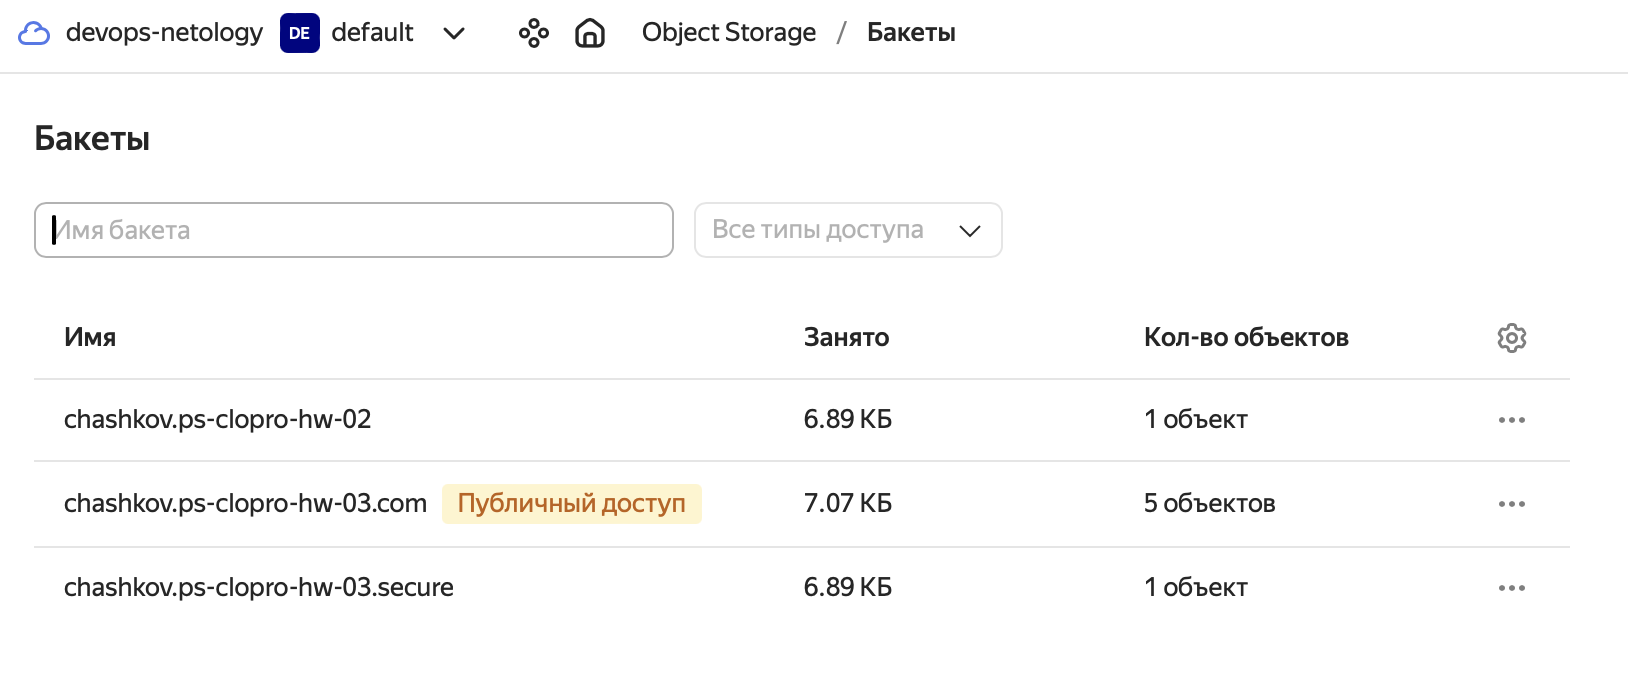 devops-netology DE default Object Storage / Бакеты
Бакеты
Имя бакета Все типы доступа
Имя Занято Кол-во объектов
chashkov.ps-clopro-hw-02 6.89 КБ 1 объект
chashkov.ps-clopro-hw-03.com Публичный доступ 7.07 КБ 5 объектов
chashkov.ps-clopro-hw-03.secure 6.89 КБ 1 объект